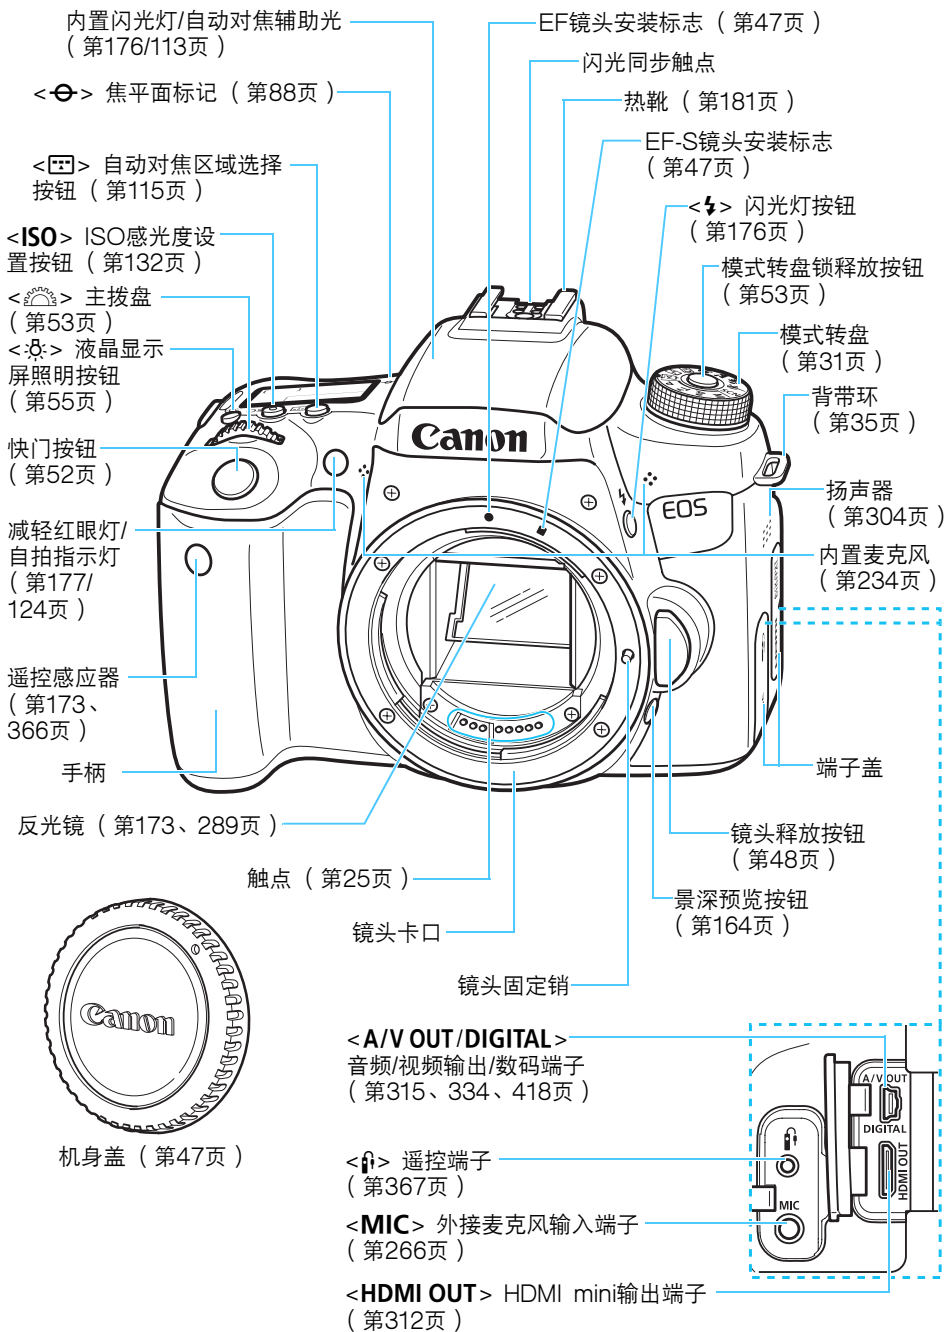 内置闪光灯/自动对焦辅助光
（第176/113页）
EF镜头安装标志（第47页）
闪光同步触点
< > 焦平面标记（第88页）
热靴（第181页）
EF-S镜头安装标志
（第47页）
< > 自动对焦区域选择
按钮（第115页）
< > 闪光灯按钮
（第176页）
<ISO> ISO感光度设
置按钮（第132页）
模式转盘锁释放按钮
（第53页）
< > 主拨盘
（第53页）
模式转盘
（第31页）
< > 液晶显示
屏照明按钮
（第55页）
背带环
（第35页）
快门按钮
（第52页）
Canon
EOS
扬声器
（第304页）
减轻红眼灯/
自拍指示灯
（第177/
124页）
内置麦克风
（第234页）
遥控感应器
（第173、
366页）
手柄
端子盖
反光镜（第173、289页）
镜头释放按钮
（第48页）
触点（第25页）
景深预览按钮
（第164页）
镜头卡口
镜头固定销
Canon
机身盖（第47页）
<A/V OUT/DIGITAL>
音频/视频输出/数码端子
（第315、334、418页）
A/V OUT
DIGITAL
HDMI OUT
MIC
< > 遥控端子
（第367页）
<MIC> 外接麦克风输入端子
（第266页）
<HDMI OUT> HDMI mini输出端子
（第312页）